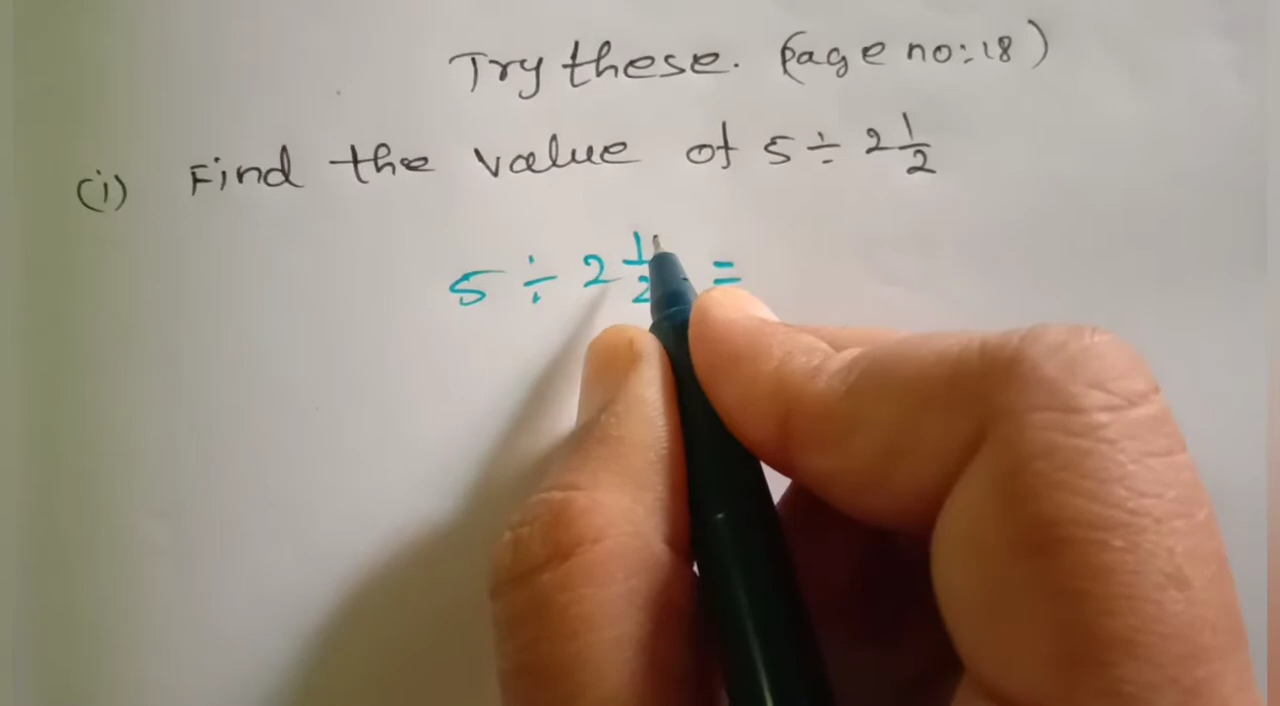 Try these. (Page no: 18)
(i) Find the value of 5 ÷ 2 1/2
5 ÷ 2 1/2 =